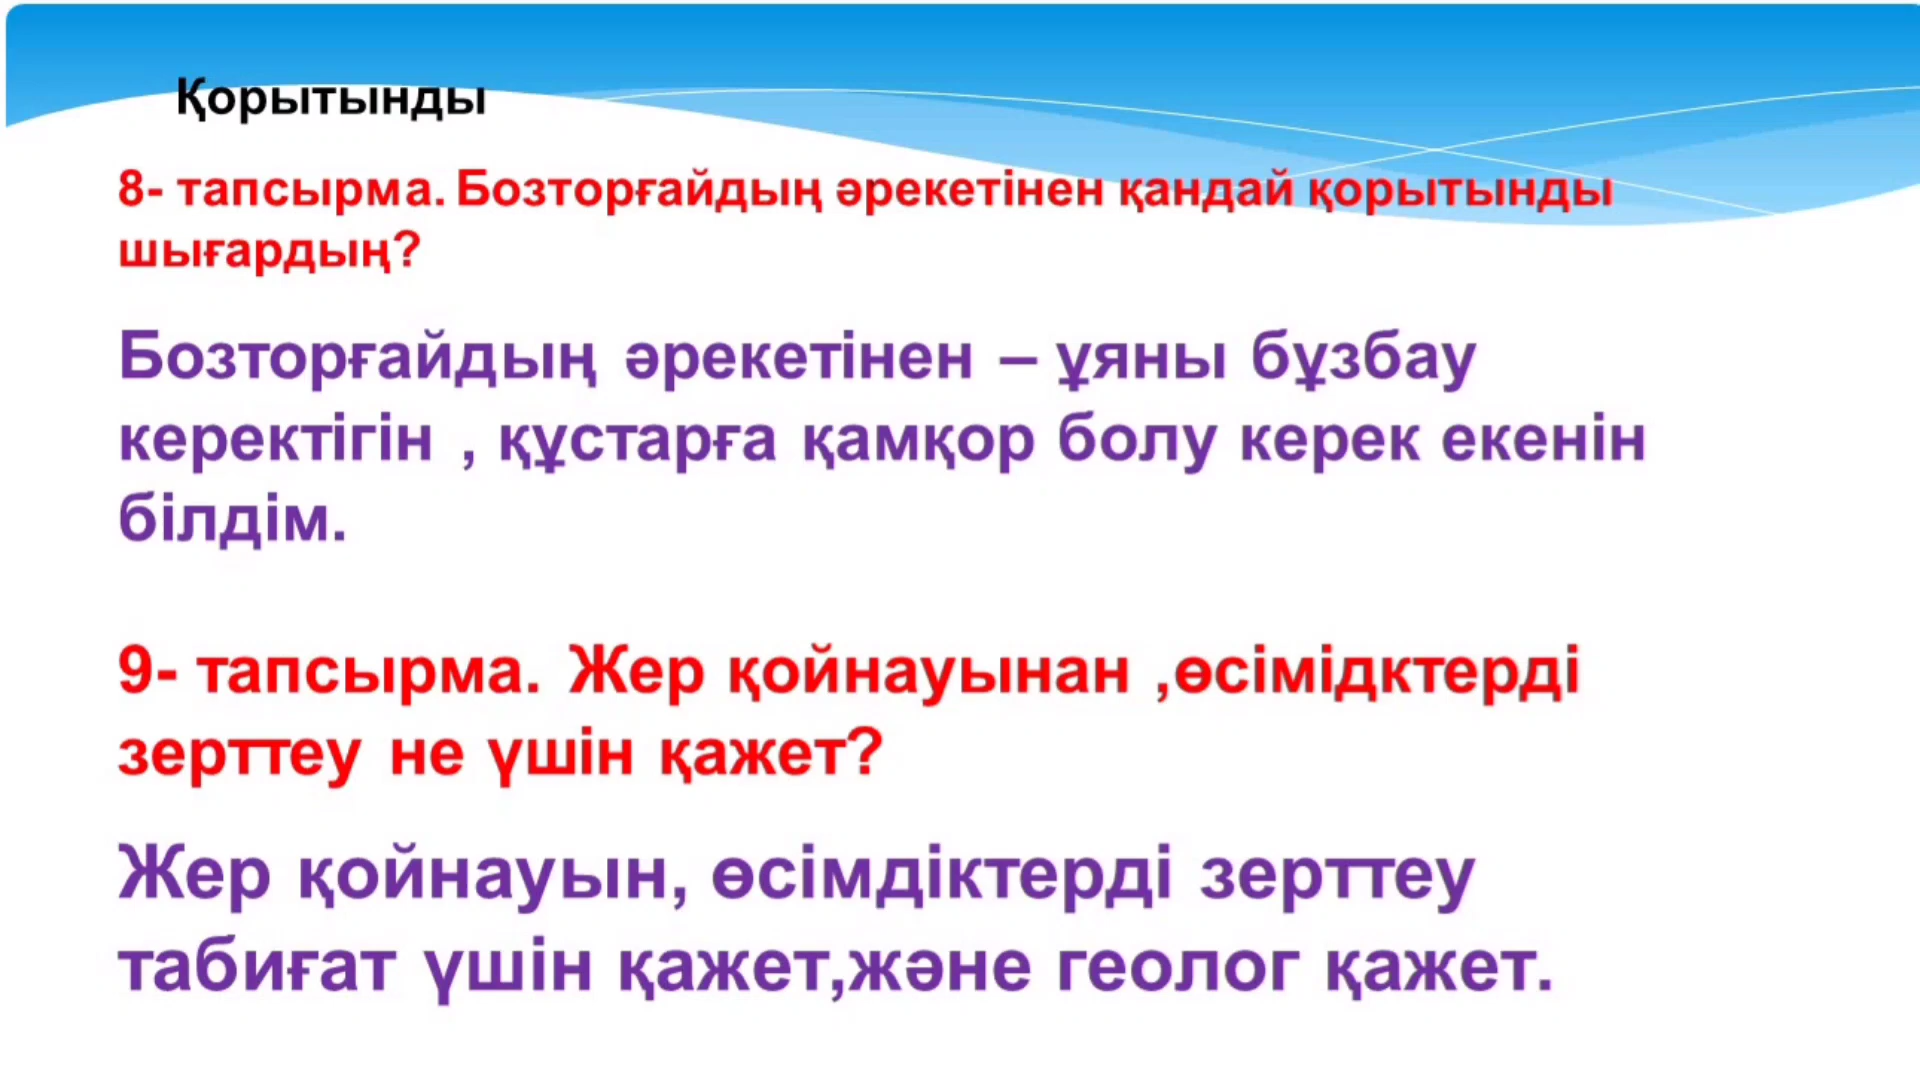 Қорытынды
8- тапсырма. Бозторғайдың әрекетінен қандай қорытынды
шығардың?
Бозторғайдың әрекетінен – ұяны бұзбау
керектігін , құстарға қамқор болу керек екенін
білдім.
9- тапсырма. Жер қойнауынан ,өсімідктерді
зерттеу не үшін қажет?
Жер қойнауын, өсімдіктерді зерттеу
табиғат үшін қажет,және геолог қажет.